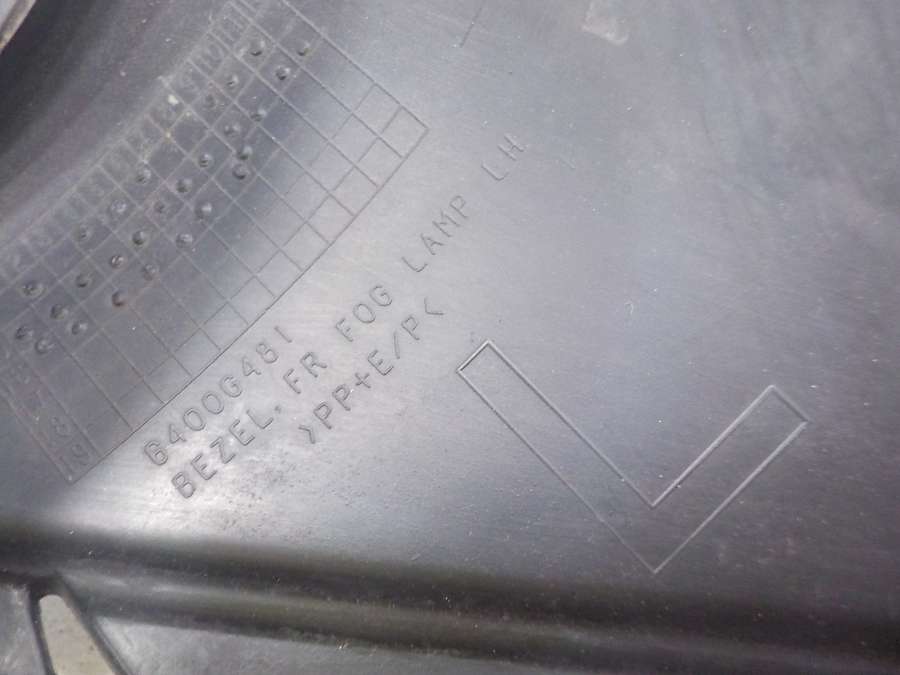 6400G481
BEZEL, FR FOG LAMP LH
>PP+E/P<
L